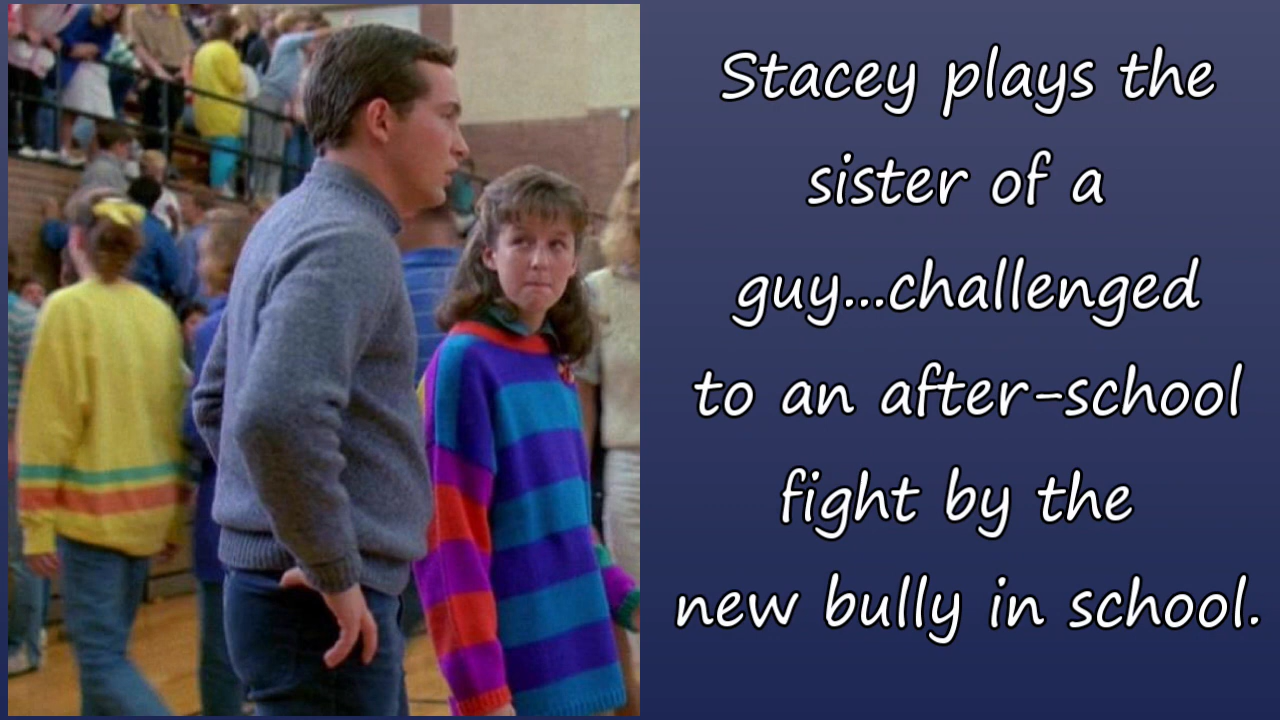 Stacey plays the
sister of a
guy...challenged
to an after-school
fight by the
new bully in school.